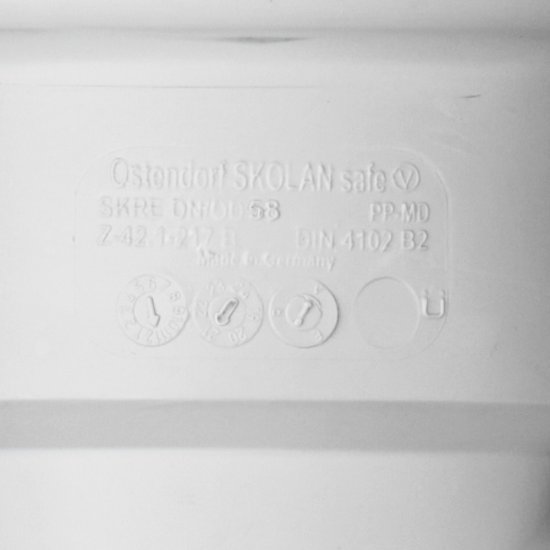 Ostendorf SKOLAN safe
SKRE DN/OD 58 PP-MD
Z-42.1-217 B DIN 4102 B2
Made in Germany
Ü